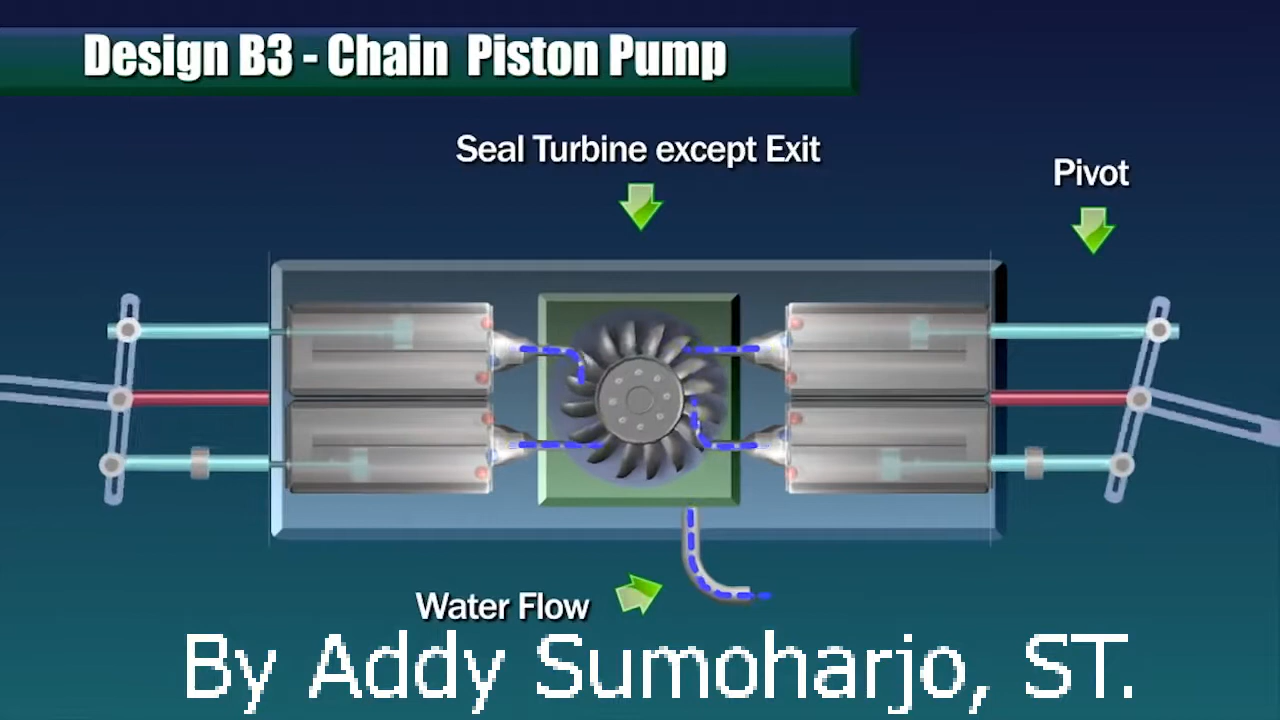 Design B3 - Chain Piston Pump
Seal Turbine except Exit
Pivot
Water Flow
By Addy Sumoharjo, ST.